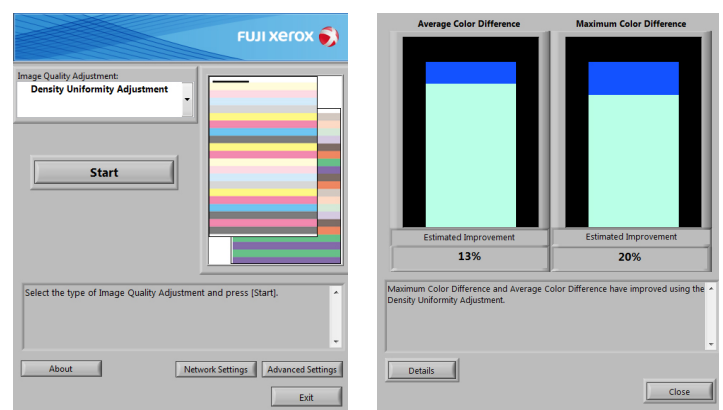 FUJI XEROX
Image Quality Adjustment:
Density Uniformity Adjustment
Start
Select the type of Image Quality Adjustment and press [Start].
About
Network Settings
Advanced Settings
Exit
Average Color Difference
Maximum Color Difference
Estimated Improvement
Estimated Improvement
13%
20%
Maximum Color Difference and Average Color Difference have improved using the
Density Uniformity Adjustment.
Details
Close